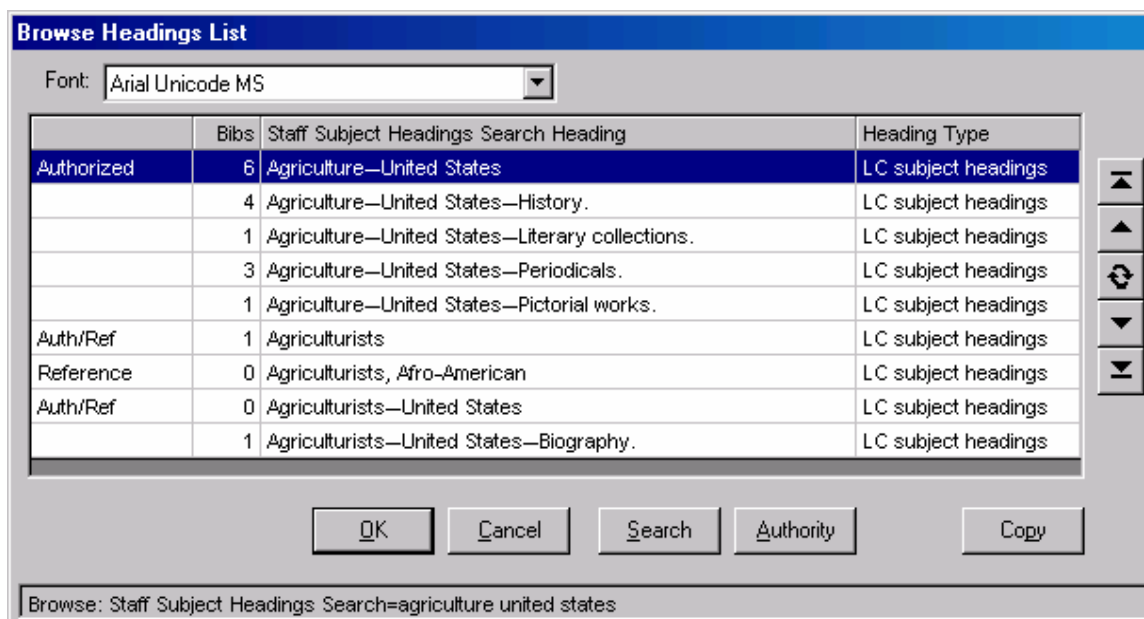 Browse Headings List
Font: Arial Unicode MS
Bibs Staff Subject Headings Search Heading Heading Type
Authorized 6 Agriculture—United States LC subject headings
4 Agriculture—United States—History. LC subject headings
1 Agriculture—United States—Literary collections. LC subject headings
3 Agriculture—United States—Periodicals. LC subject headings
1 Agriculture—United States—Pictorial works. LC subject headings
Auth/Ref 1 Agriculturists LC subject headings
Reference 0 Agriculturists, Afro-American LC subject headings
Auth/Ref 0 Agriculturists—United States LC subject headings
1 Agriculturists—United States—Biography. LC subject headings
OK Cancel Search Authority Copy
Browse: Staff Subject Headings Search=agriculture united states